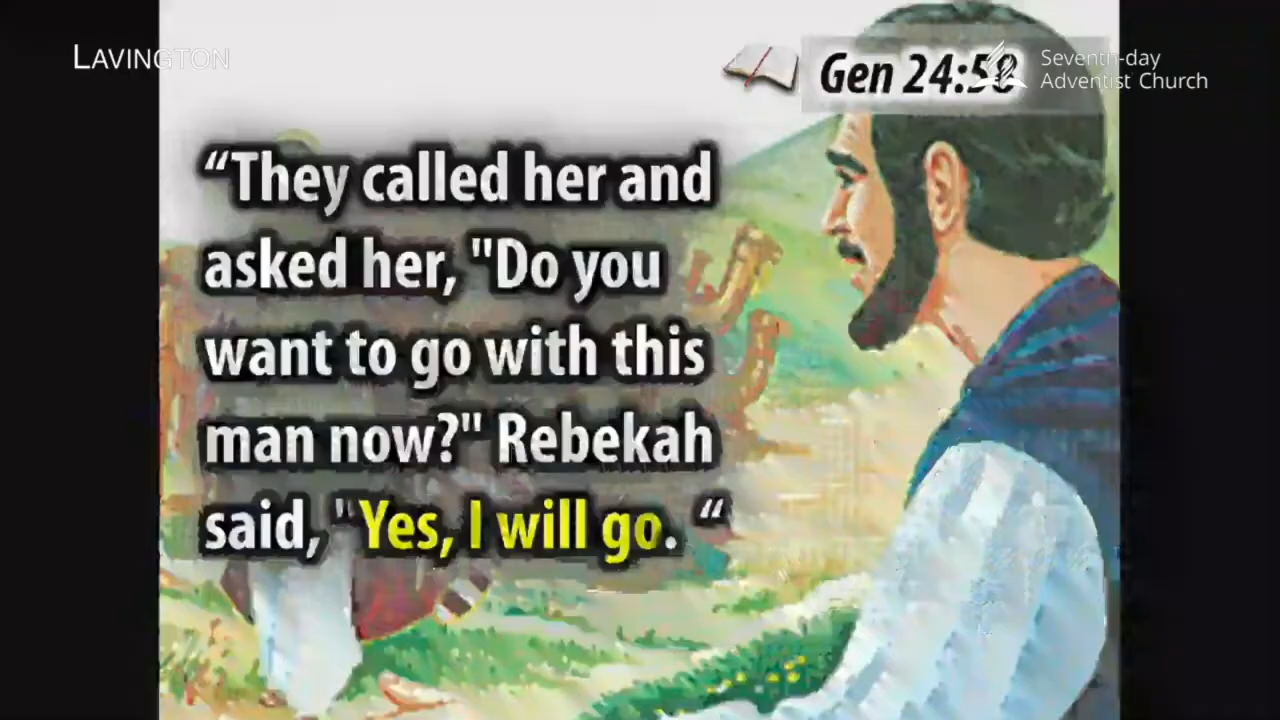 LAVINGTON
Gen 24:58
Seventh-day
Adventist Church
“They called her and
asked her, "Do you
want to go with this
man now?" Rebekah
said, "Yes, I will go. “